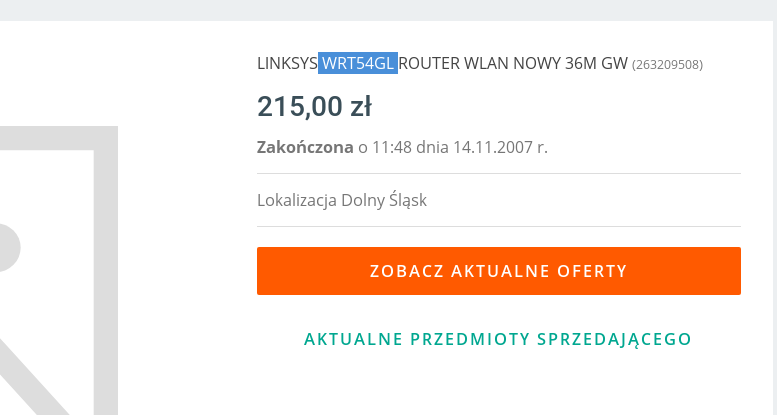 LINKSYS WRT54GL ROUTER WLAN NOWY 36M GW (263209508)
215,00 zł
Zakończona o 11:48 dnia 14.11.2007 r.
Lokalizacja Dolny Śląsk
ZOBACZ AKTUALNE OFERTY
AKTUALNE PRZEDMIOTY SPRZEDAJĄCEGO